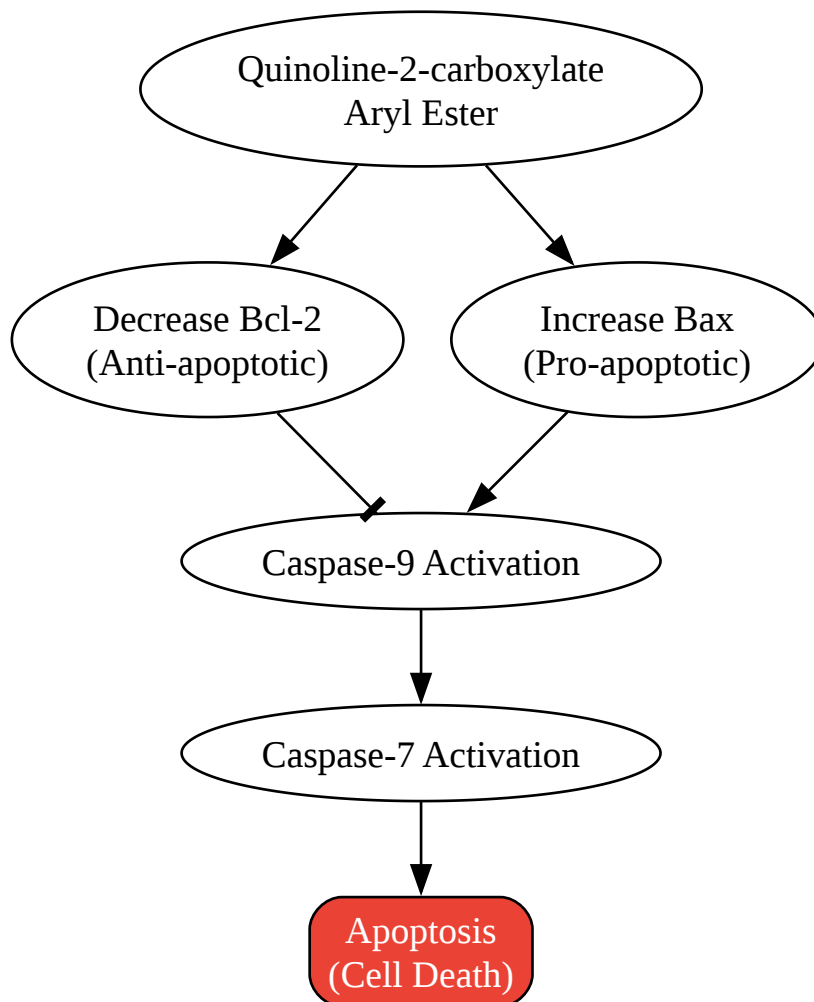 Quinoline-2-carboxylate
Aryl Ester
Decrease Bcl-2
(Anti-apoptotic)
Increase Bax
(Pro-apoptotic)
Caspase-9 Activation
Caspase-7 Activation
Apoptosis
(Cell Death)